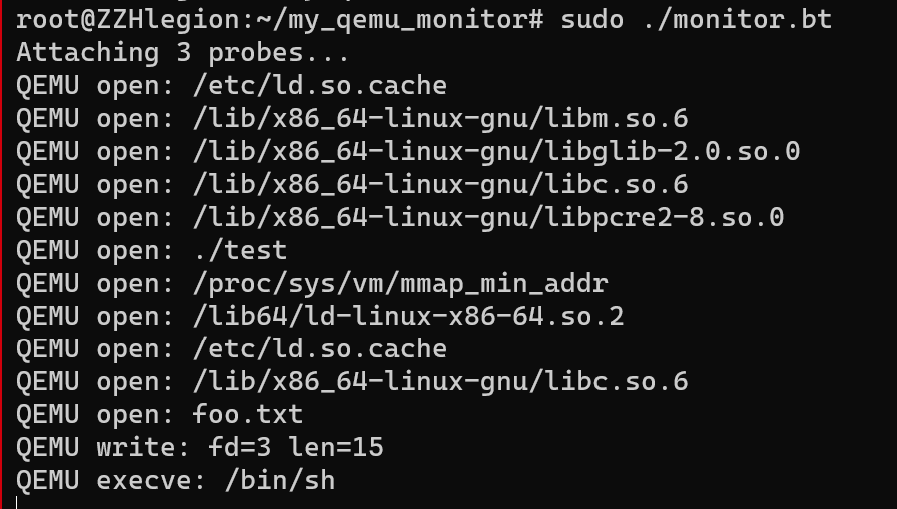 root@ZZHlegion:~/my_qemu_monitor# sudo ./monitor.bt
Attaching 3 probes...
QEMU open: /etc/ld.so.cache
QEMU open: /lib/x86_64-linux-gnu/libm.so.6
QEMU open: /lib/x86_64-linux-gnu/libglib-2.0.so.0
QEMU open: /lib/x86_64-linux-gnu/libc.so.6
QEMU open: /lib/x86_64-linux-gnu/libpcre2-8.so.0
QEMU open: ./test
QEMU open: /proc/sys/vm/mmap_min_addr
QEMU open: /lib64/ld-linux-x86-64.so.2
QEMU open: /etc/ld.so.cache
QEMU open: /lib/x86_64-linux-gnu/libc.so.6
QEMU open: foo.txt
QEMU write: fd=3 len=15
QEMU execve: /bin/sh